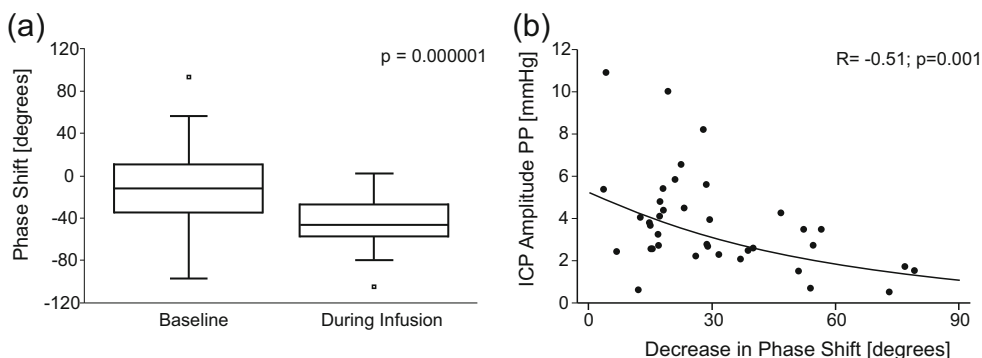 (a)
p = 0.000001
Phase Shift [degrees]
120
80
40
0
-40
-80
-120
Baseline
During Infusion
(b)
R= -0.51; p=0.001
ICP Amplitude PP [mmHg]
12
10
8
6
4
2
0
0
30
60
90
Decrease in Phase Shift [degrees]